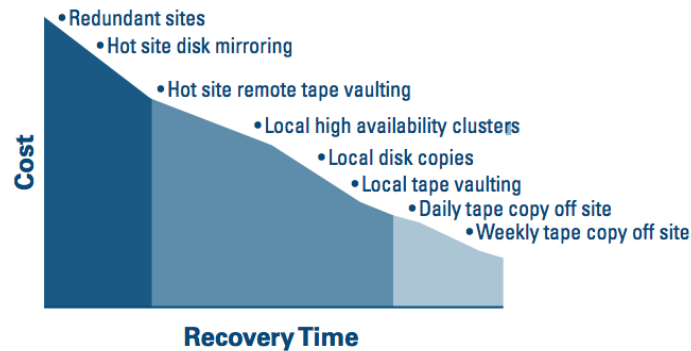 • Redundant sites
• Hot site disk mirroring
• Hot site remote tape vaulting
• Local high availability clusters
• Local disk copies
• Local tape vaulting
• Daily tape copy off site
• Weekly tape copy off site
Cost
Recovery Time